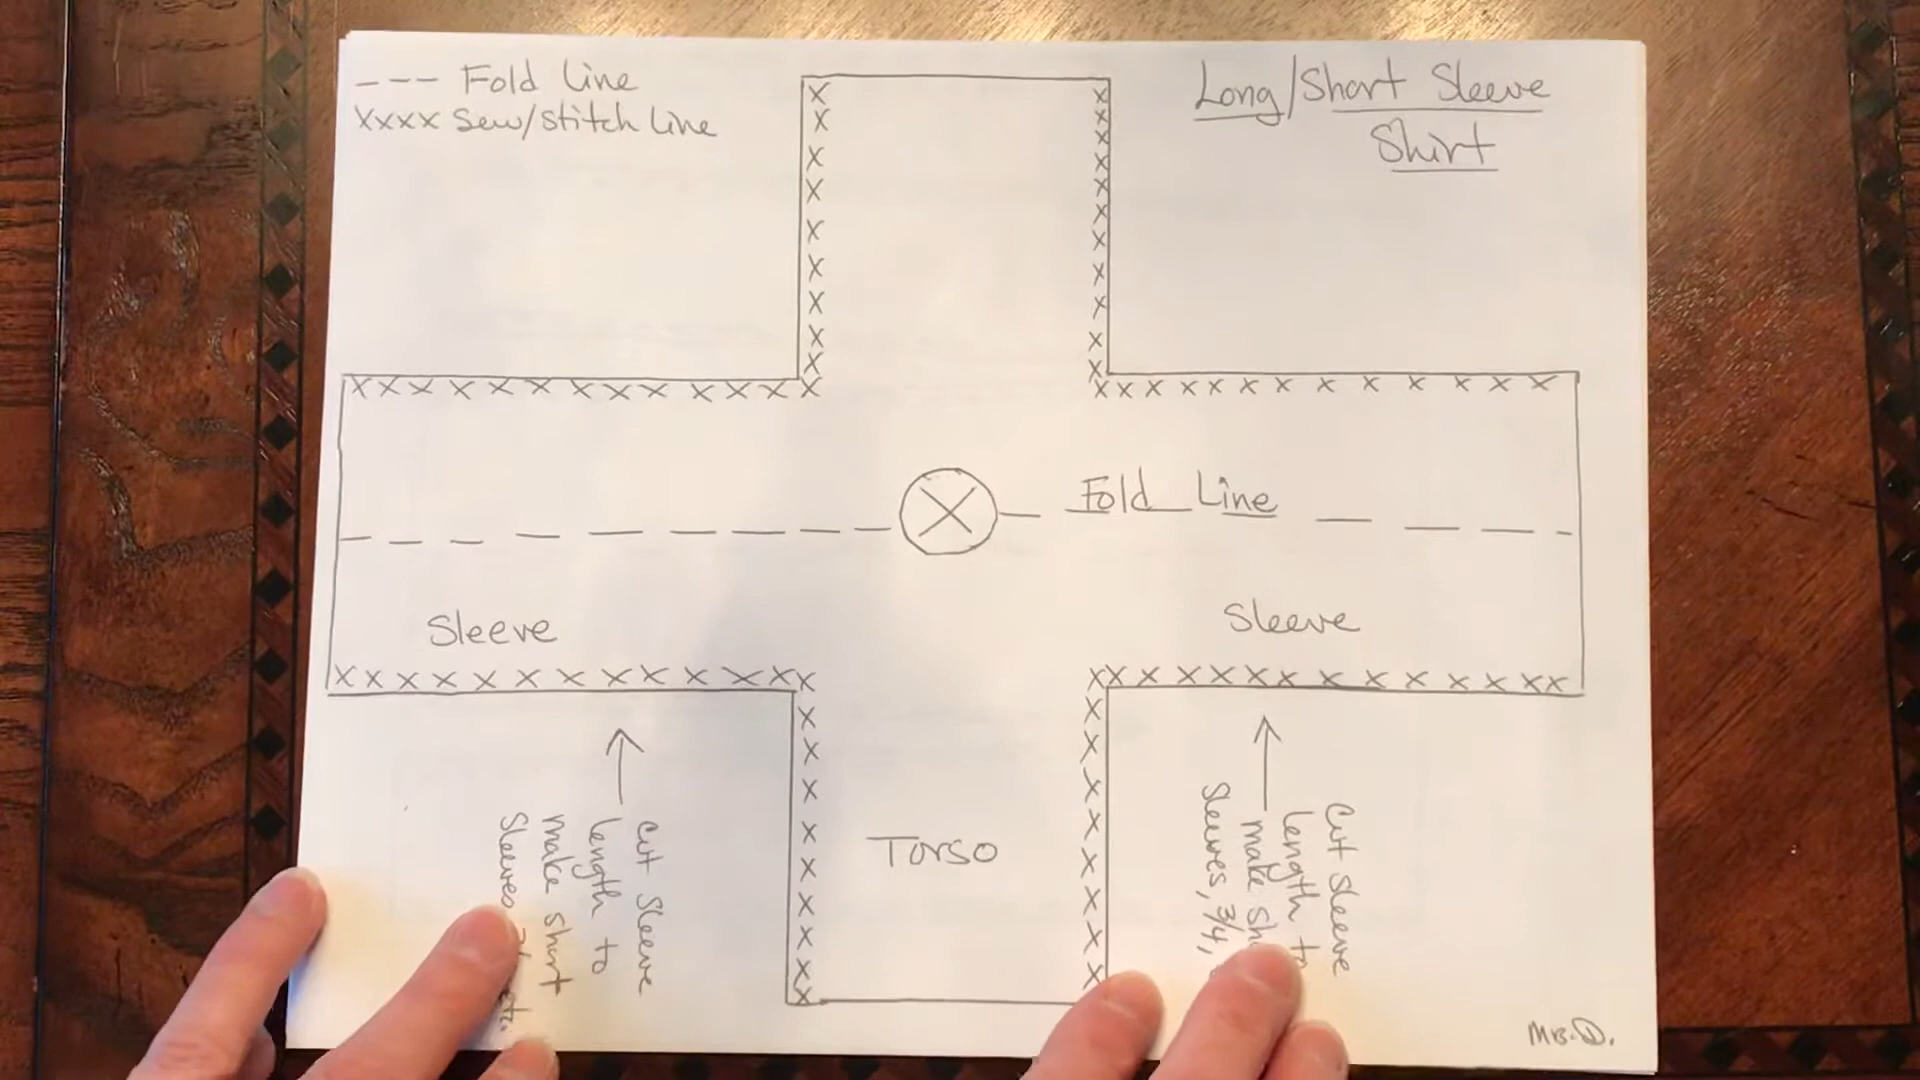 --- Fold Line
xxxx Sew/Stitch Line
Long/Short Sleeve
Shirt
Fold Line
Sleeve
Sleeve
Torso
Cut Sleeve
length to
make short
Sleeves
Cut Sleeve
length to
make
Sleeves, 3/4,
Mrs. D.